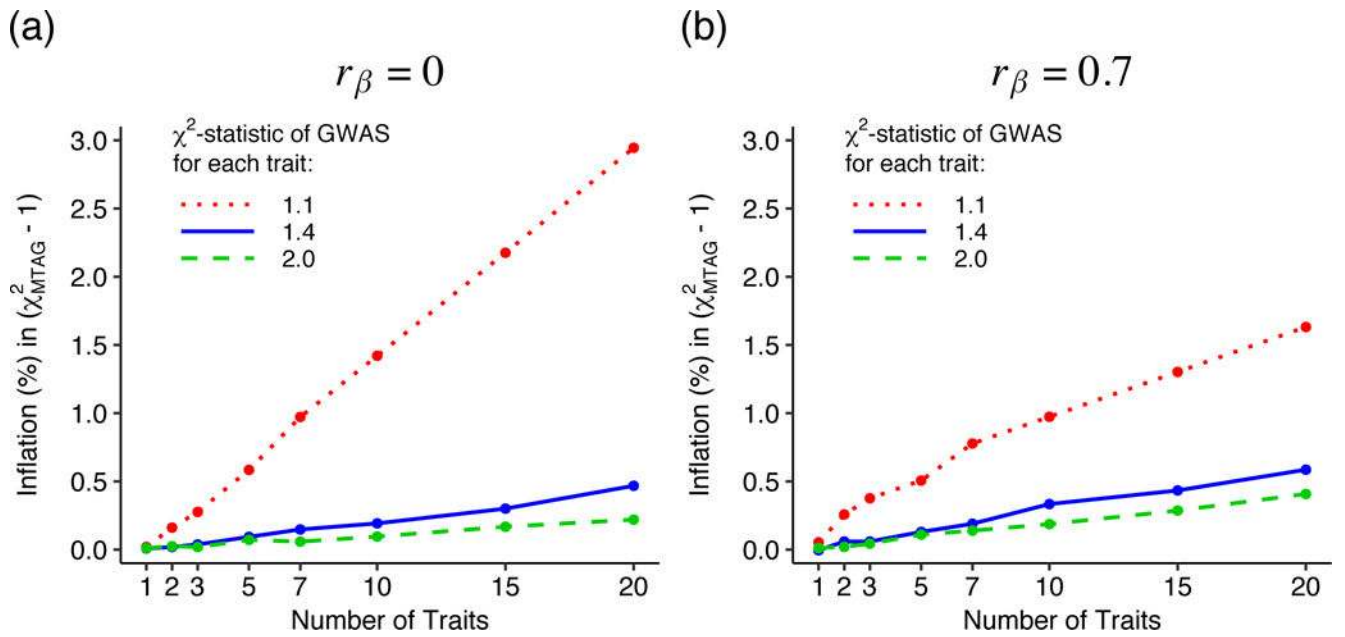 (a)
r_β = 0
χ²-statistic of GWAS
for each trait:
1.1
1.4
2.0
Inflation (%) in (χ²_MTAG - 1)
3.0
2.5
2.0
1.5
1.0
0.5
0.0
1 2 3 5 7 10 15 20
Number of Traits
(b)
r_β = 0.7
χ²-statistic of GWAS
for each trait:
1.1
1.4
2.0
Inflation (%) in (χ²_MTAG - 1)
3.0
2.5
2.0
1.5
1.0
0.5
0.0
1 2 3 5 7 10 15 20
Number of Traits